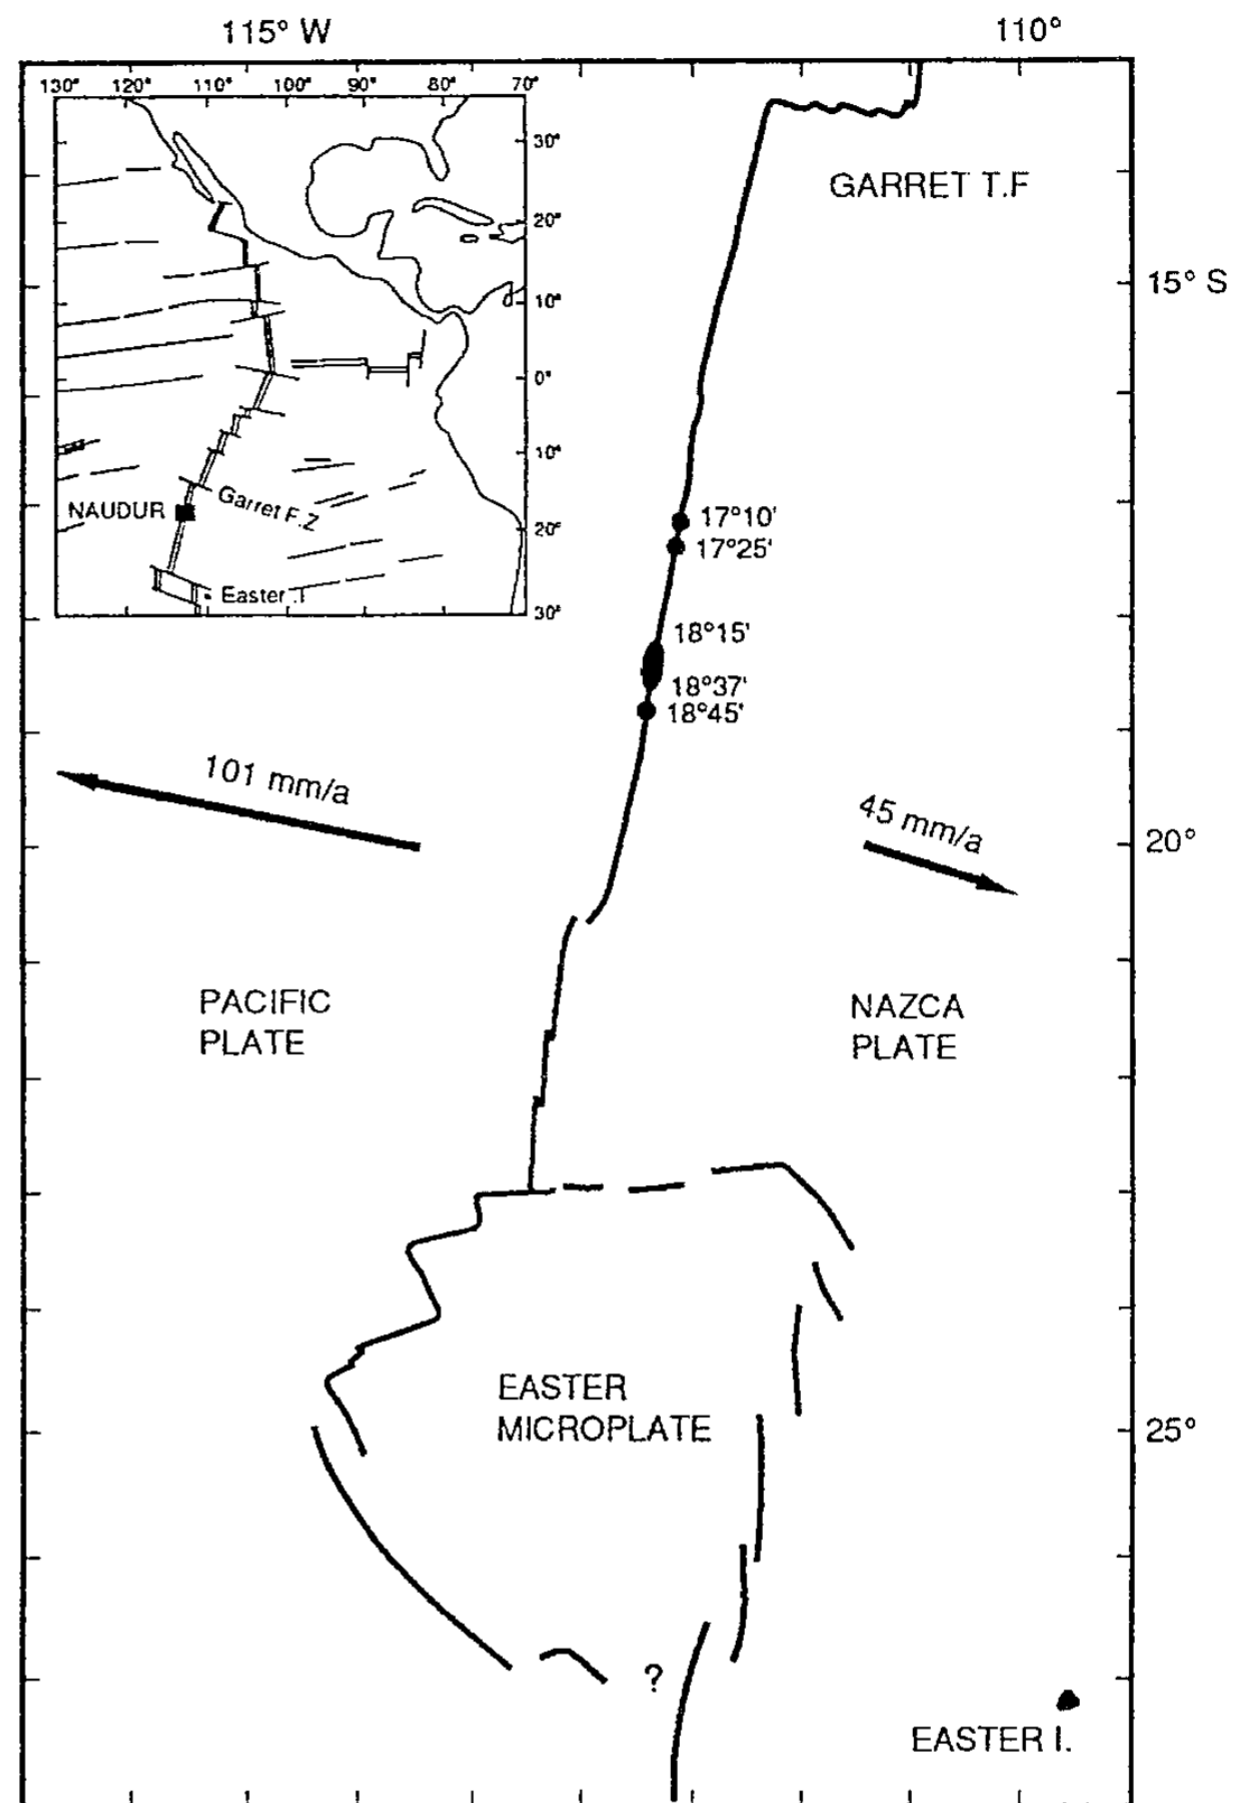 115° W
110°
130° 120° 110° 100° 90° 80° 70°
30°
20°
10°
0°
10°
20°
30°
NAUDUR
Garret F.Z
Easter I
GARRET T.F
15° S
17°10'
17°25'
18°15'
18°37'
18°45'
101 mm/a
45 mm/a
20°
PACIFIC
PLATE
NAZCA
PLATE
EASTER
MICROPLATE
25°
?
EASTER I.